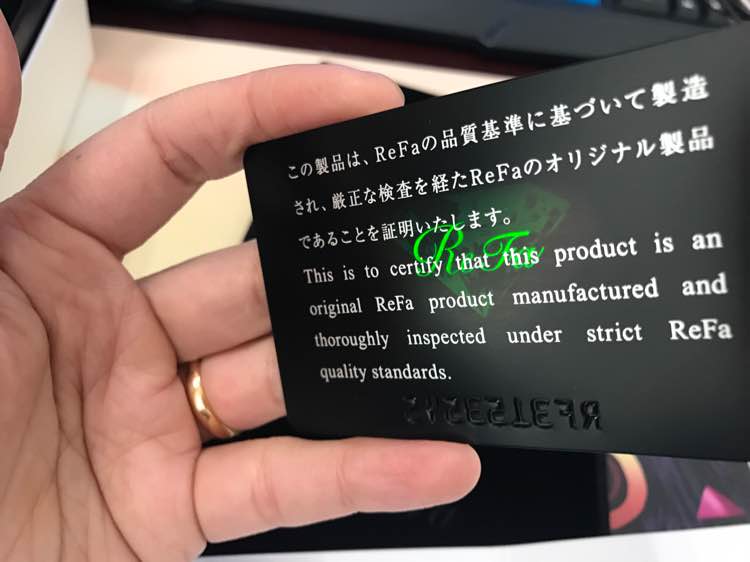 この製品は、ReFaの品質基準に基づいて製造
され、厳正な検査を経たReFaのオリジナル製品
であることを証明いたします。
ReFa
This is to certify that this product is an
original ReFa product manufactured and
thoroughly inspected under strict ReFa
quality standards.